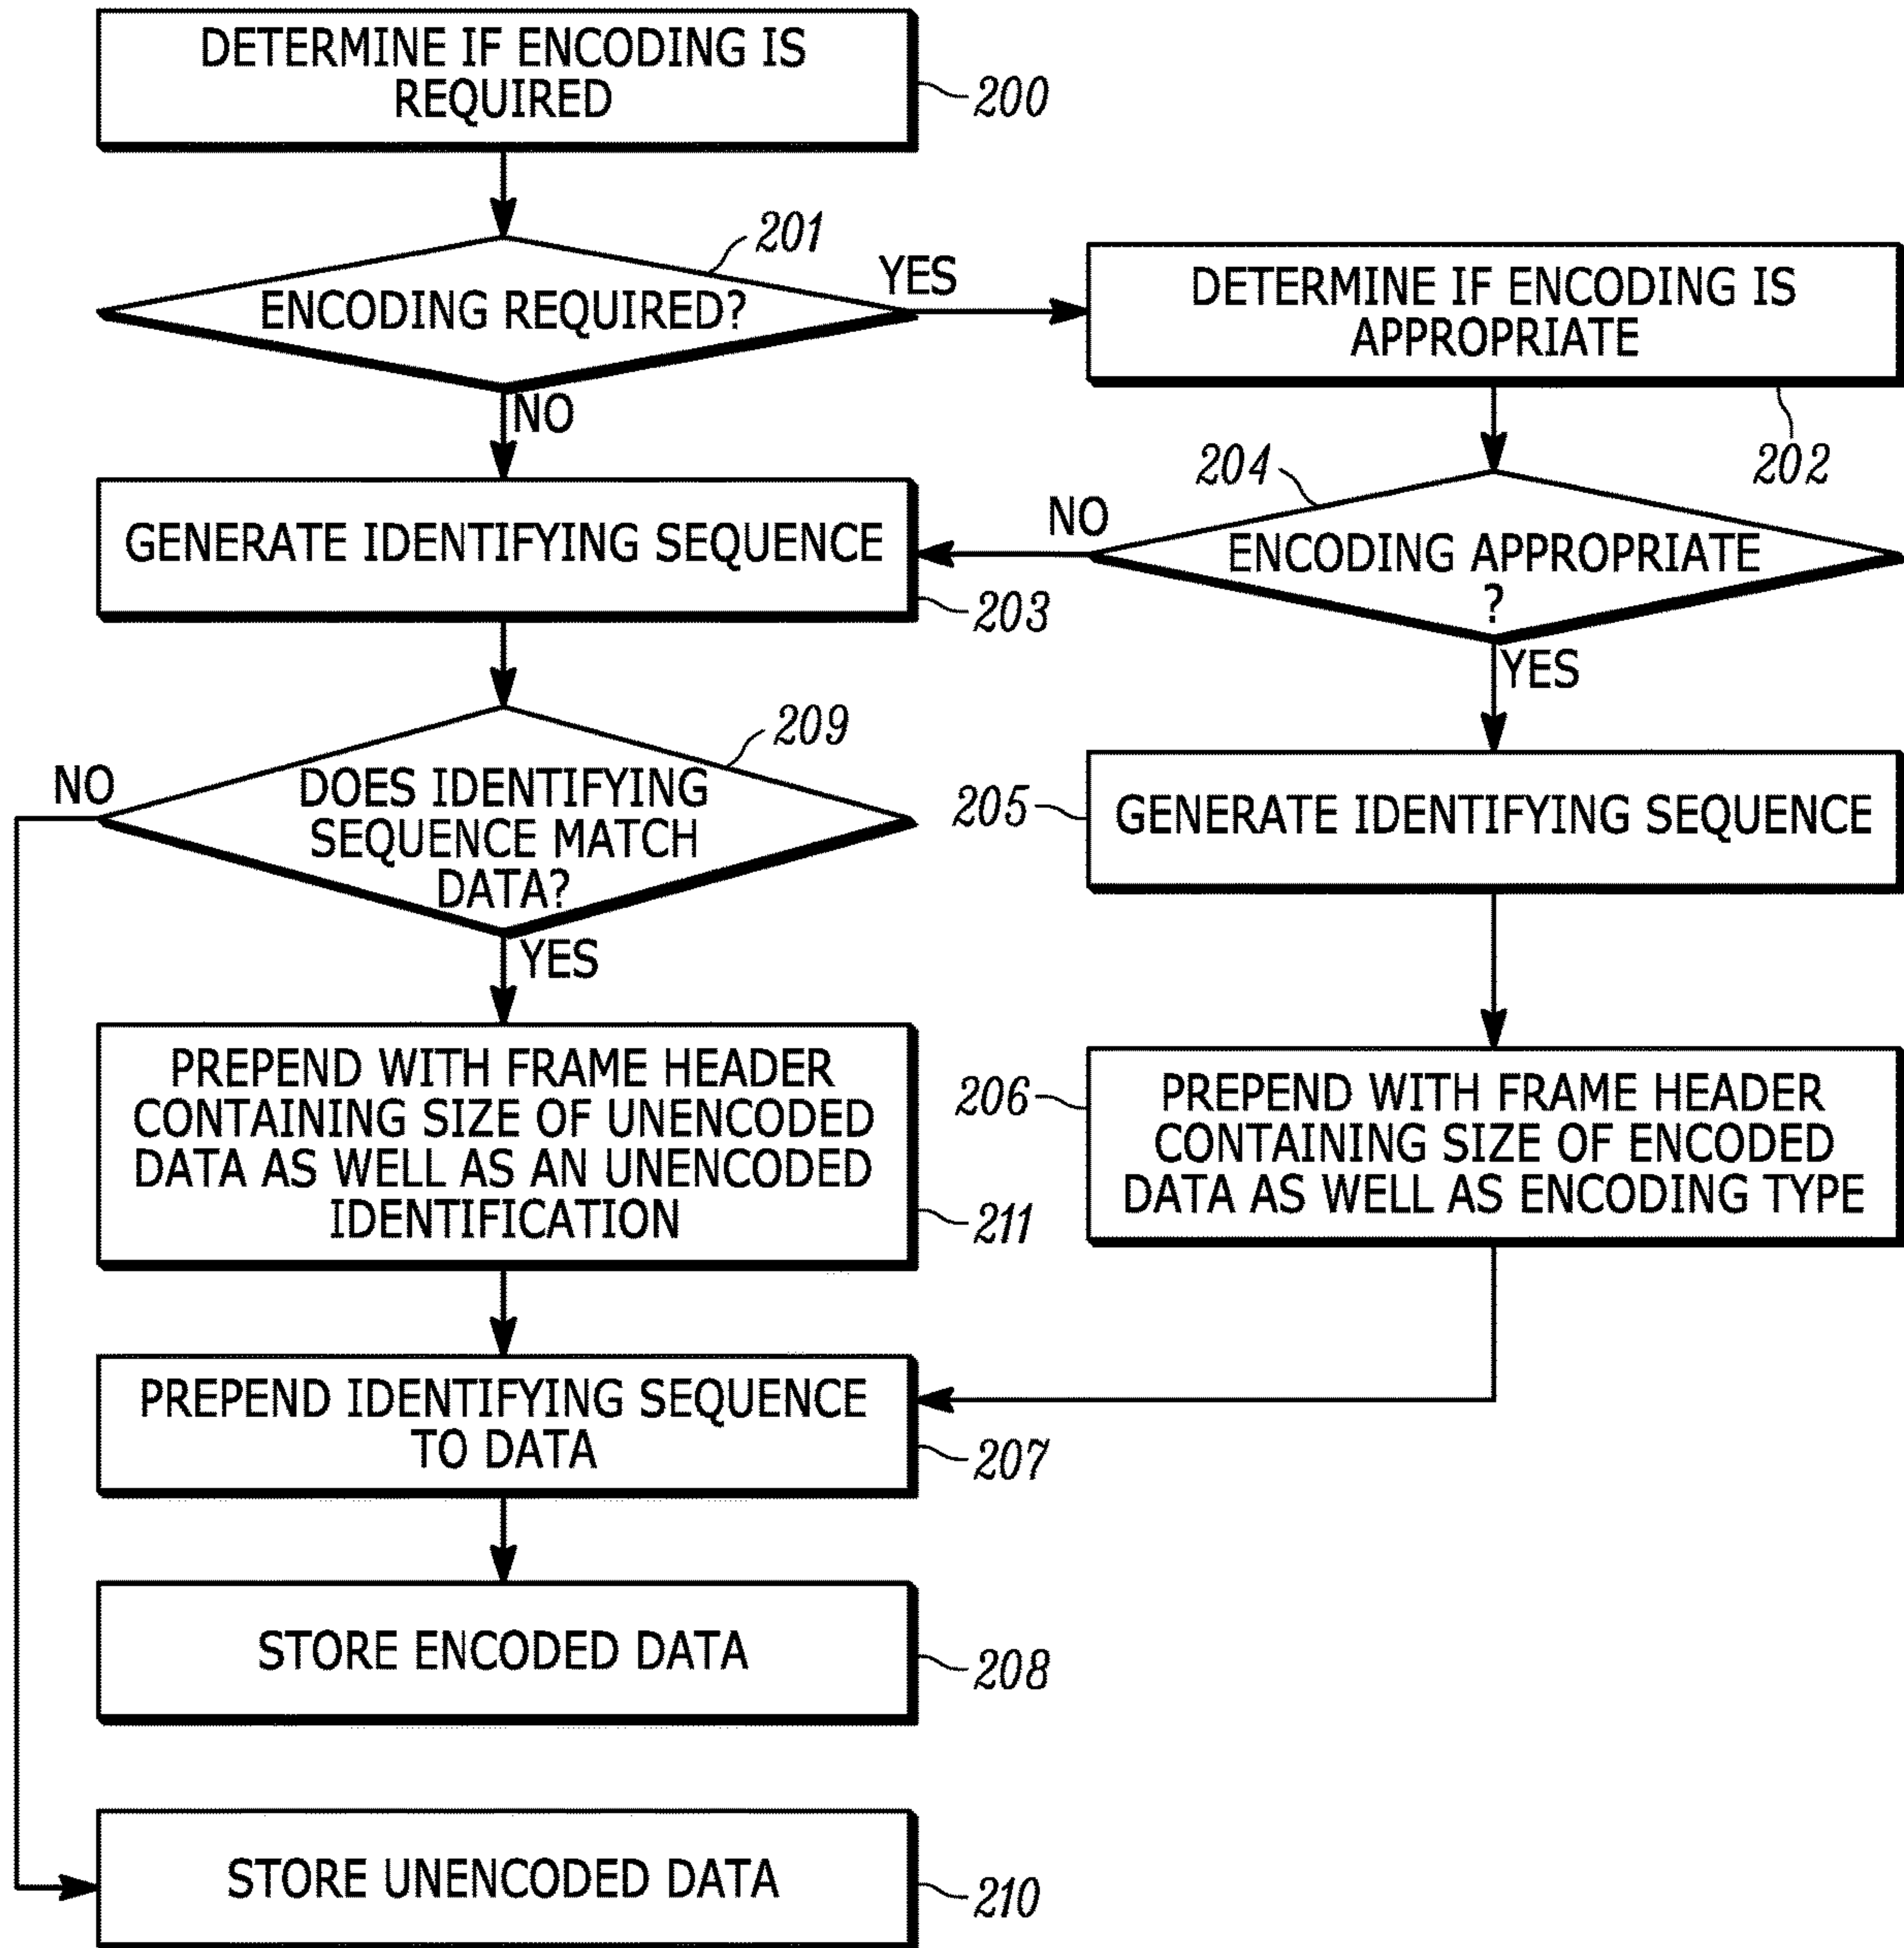 DETERMINE IF ENCODING IS
REQUIRED
200
201
ENCODING REQUIRED?
YES
NO
DETERMINE IF ENCODING IS
APPROPRIATE
202
204
ENCODING APPROPRIATE
?
NO
YES
GENERATE IDENTIFYING SEQUENCE
203
209
DOES IDENTIFYING
SEQUENCE MATCH
DATA?
NO
YES
205
GENERATE IDENTIFYING SEQUENCE
PREPEND WITH FRAME HEADER
CONTAINING SIZE OF UNENCODED
DATA AS WELL AS AN UNENCODED
IDENTIFICATION
211
206
PREPEND WITH FRAME HEADER
CONTAINING SIZE OF ENCODED
DATA AS WELL AS ENCODING TYPE
PREPEND IDENTIFYING SEQUENCE
TO DATA
207
STORE ENCODED DATA
208
STORE UNENCODED DATA
210